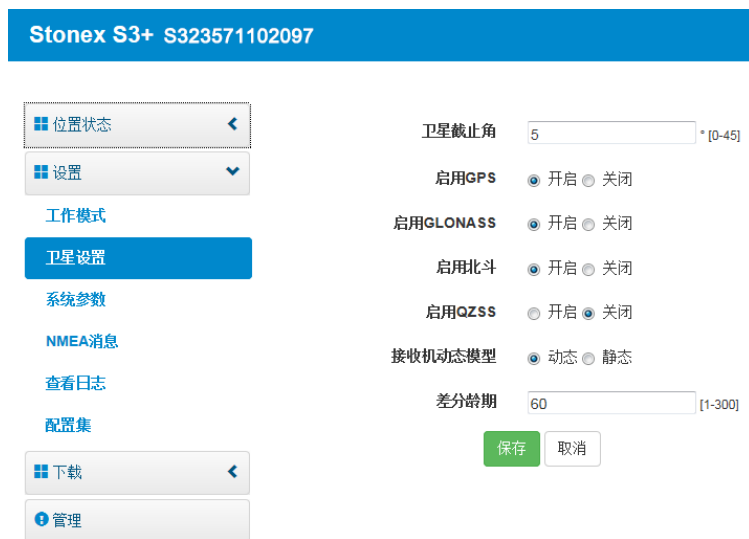 Stonex S3+ S323571102097
位置状态
设置
工作模式
卫星设置
系统参数
NMEA消息
查看日志
配置集
下载
管理
卫星截止角 5 ° [0-45]
启用GPS 开启 关闭
启用GLONASS 开启 关闭
启用北斗 开启 关闭
启用QZSS 开启 关闭
接收机动态模型 动态 静态
差分龄期 60 [1-300]
保存 取消